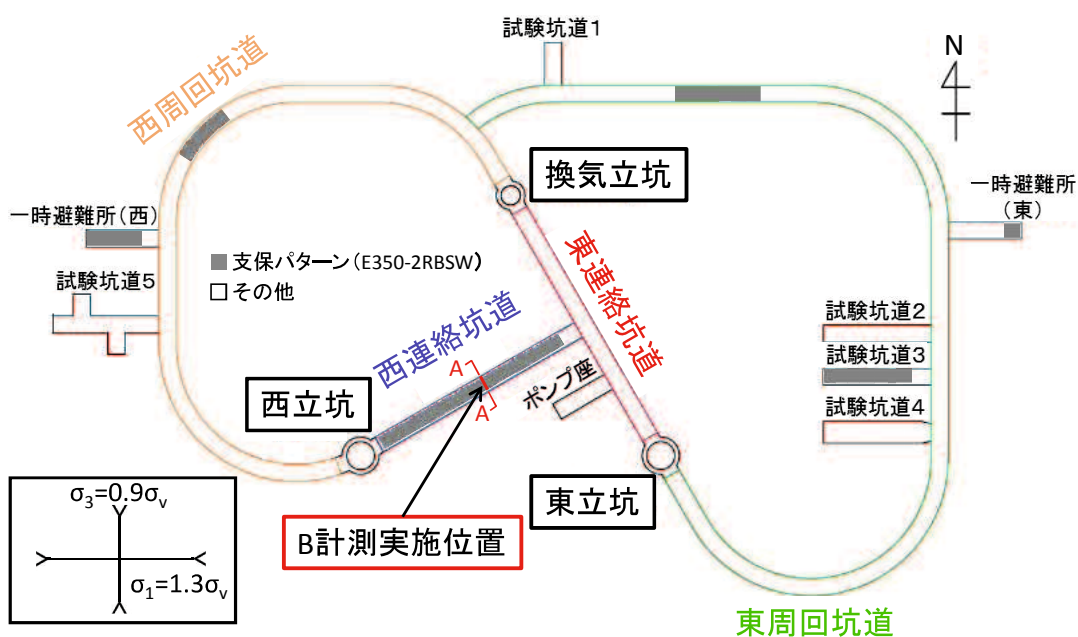 試験坑道1
N
西周回坑道
換気立坑
一時避難所(西)
一時避難所
(東)
支保パターン(E350-2RBSW)
その他
東連絡坑道
試験坑道5
西連絡坑道
試験坑道2
試験坑道3
試験坑道4
A
A
ポンプ座
西立坑
東立坑
σ3=0.9σv
σ1=1.3σv
B計測実施位置
東周回坑道